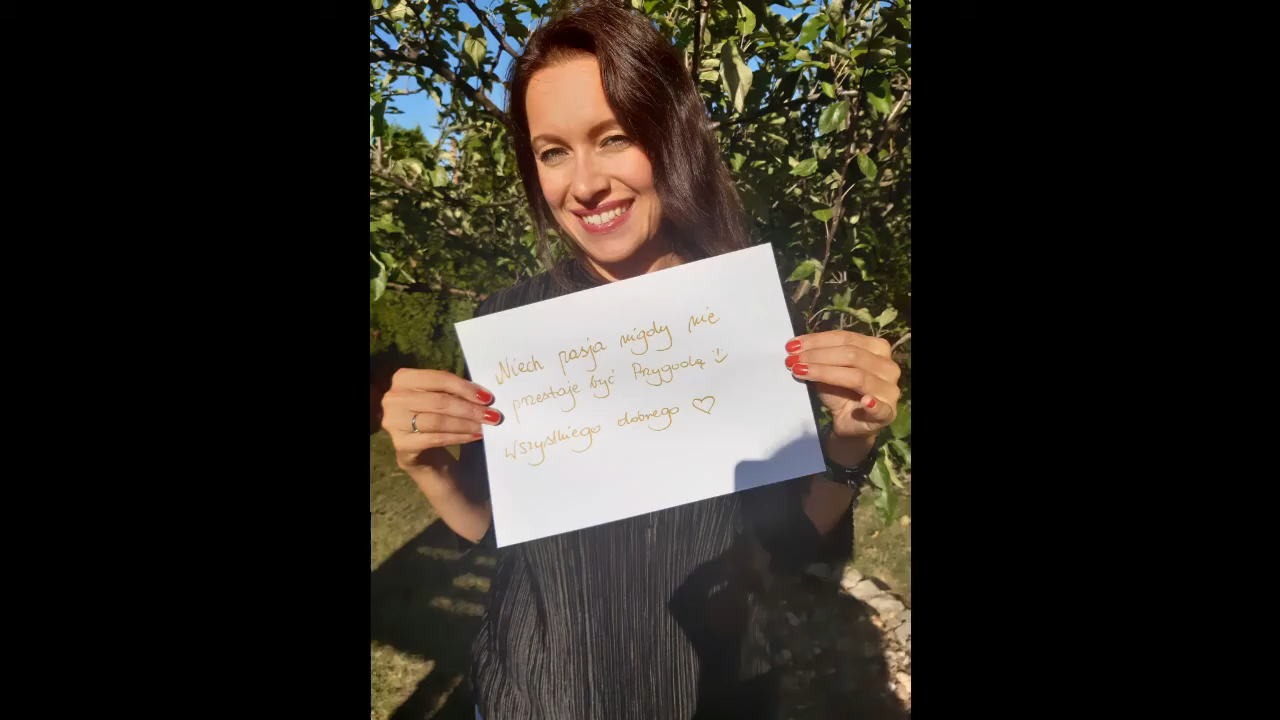 Niech pasja nigdy nie
przestaje być Przygodą :)
Wszystkiego dobrego ♡